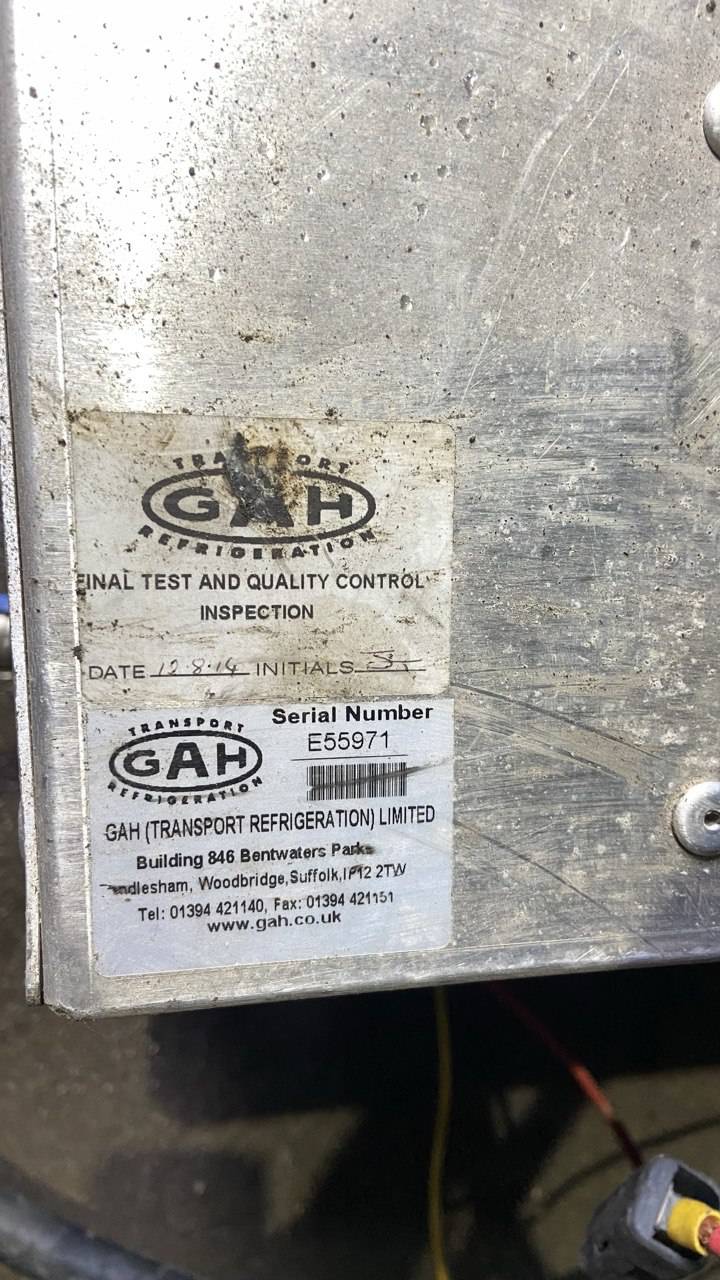 GAH
REFRIGERATION
FINAL TEST AND QUALITY CONTROL
INSPECTION
DATE 12.8.14 INITIALS
TRANSPORT
GAH
REFRIGERATION
Serial Number
E55971
GAH (TRANSPORT REFRIGERATION) LIMITED
Building 846 Bentwaters Parks
Woodbridge, Suffolk, IP12 2TW
Tel: 01394 421140, Fax: 01394 421151
www.gah.co.uk